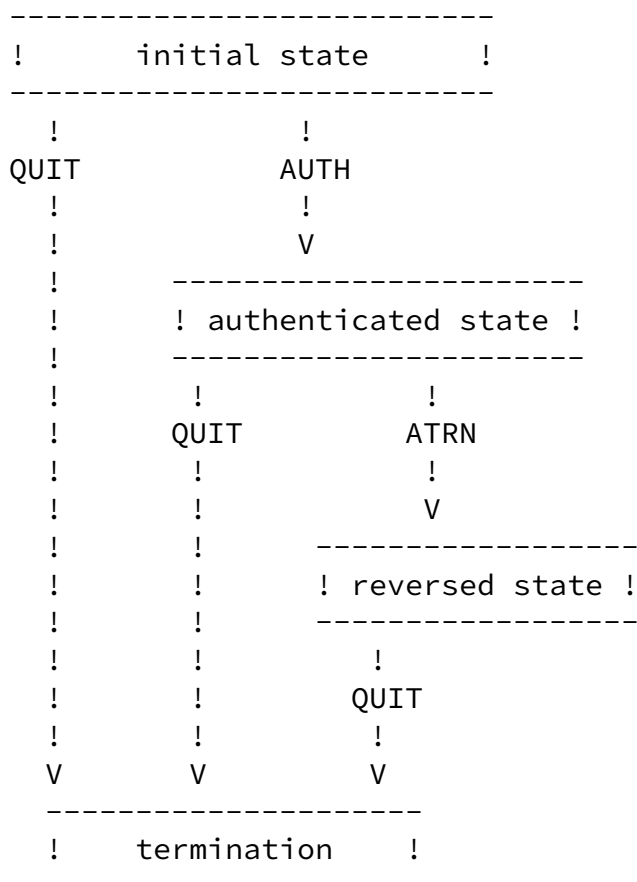 ---------------------------
!      initial state      !
---------------------------
  !             !
QUIT           AUTH
  !             !
  !             V
  !      -----------------------
  !      ! authenticated state !
  !      -----------------------
  !       !            !
  !      QUIT         ATRN
  !       !            !
  !       !            V
  !       !      ------------------
  !       !      ! reversed state !
  !       !      ------------------
  !       !         !
  !       !        QUIT
  !       !         !
  V       V         V
  ---------------------
  !    termination    !